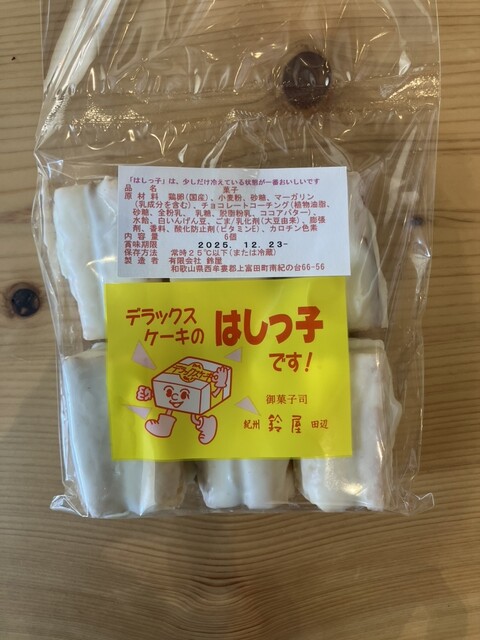 「はしっ子」は、少しだけ冷えている状態が一番おいしいです
品名 菓子
原材料 鶏卵(国産)、小麦粉、砂糖、マーガリン
(乳成分を含む)、チョコレートコーチング(植物油脂、
砂糖、全粉乳、乳糖、脱脂粉乳、ココアバター)、
水飴、白いんげん豆、ごま/乳化剤(大豆由来)、膨張
剤、香料、酸化防止剤(ビタミンE)、カロチン色素
内容量 6個
賞味期限 2025. 12. 23-
保存方法 常時25℃以下(または冷蔵)
製造者 有限会社 鈴屋
和歌山県西牟婁郡上富田町南紀の台66-56
デラックス
ケーキの はしっ子
です!
デラックスケーキ
御菓子司
紀州 鈴屋 田辺